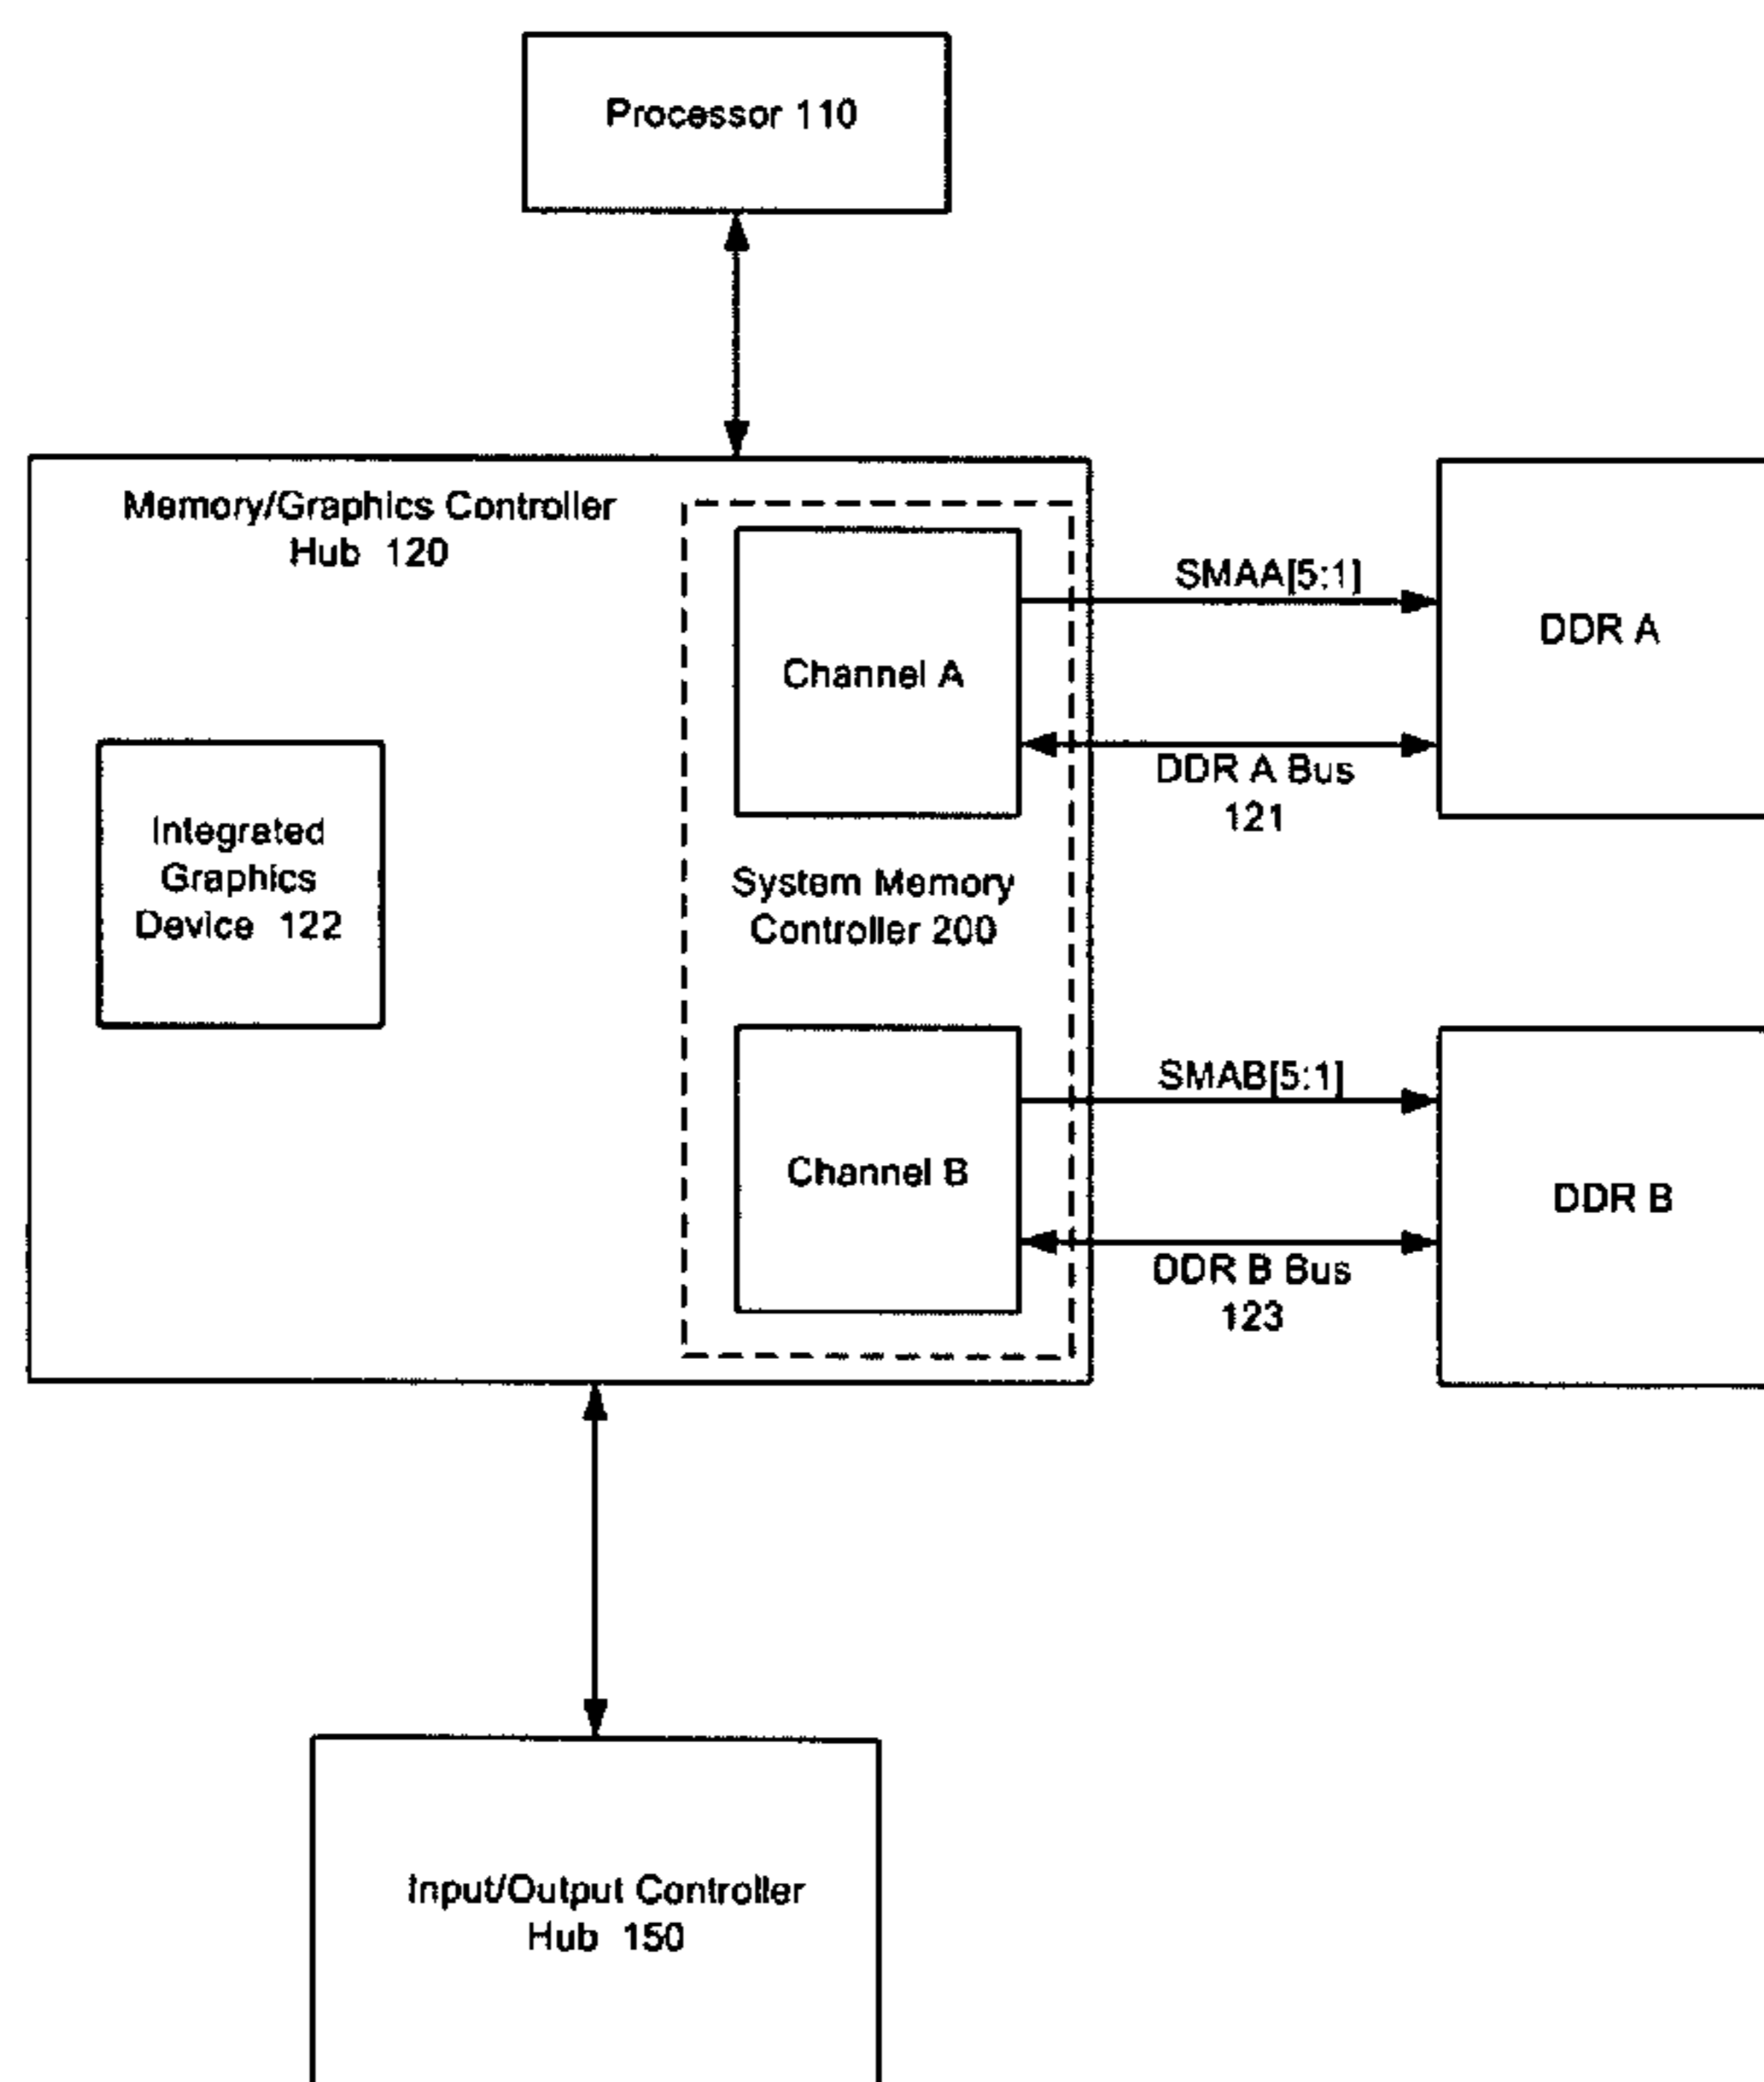 Processor 110
Memory/Graphics Controller
Hub 120
SMAA[5:1]
DDR A
Channel A
DDR A Bus
121
Integrated
Graphics
Device 122
System Memory
Controller 200
SMAB[5:1]
Channel B
DDR B
DDR B Bus
123
Input/Output Controller
Hub 150